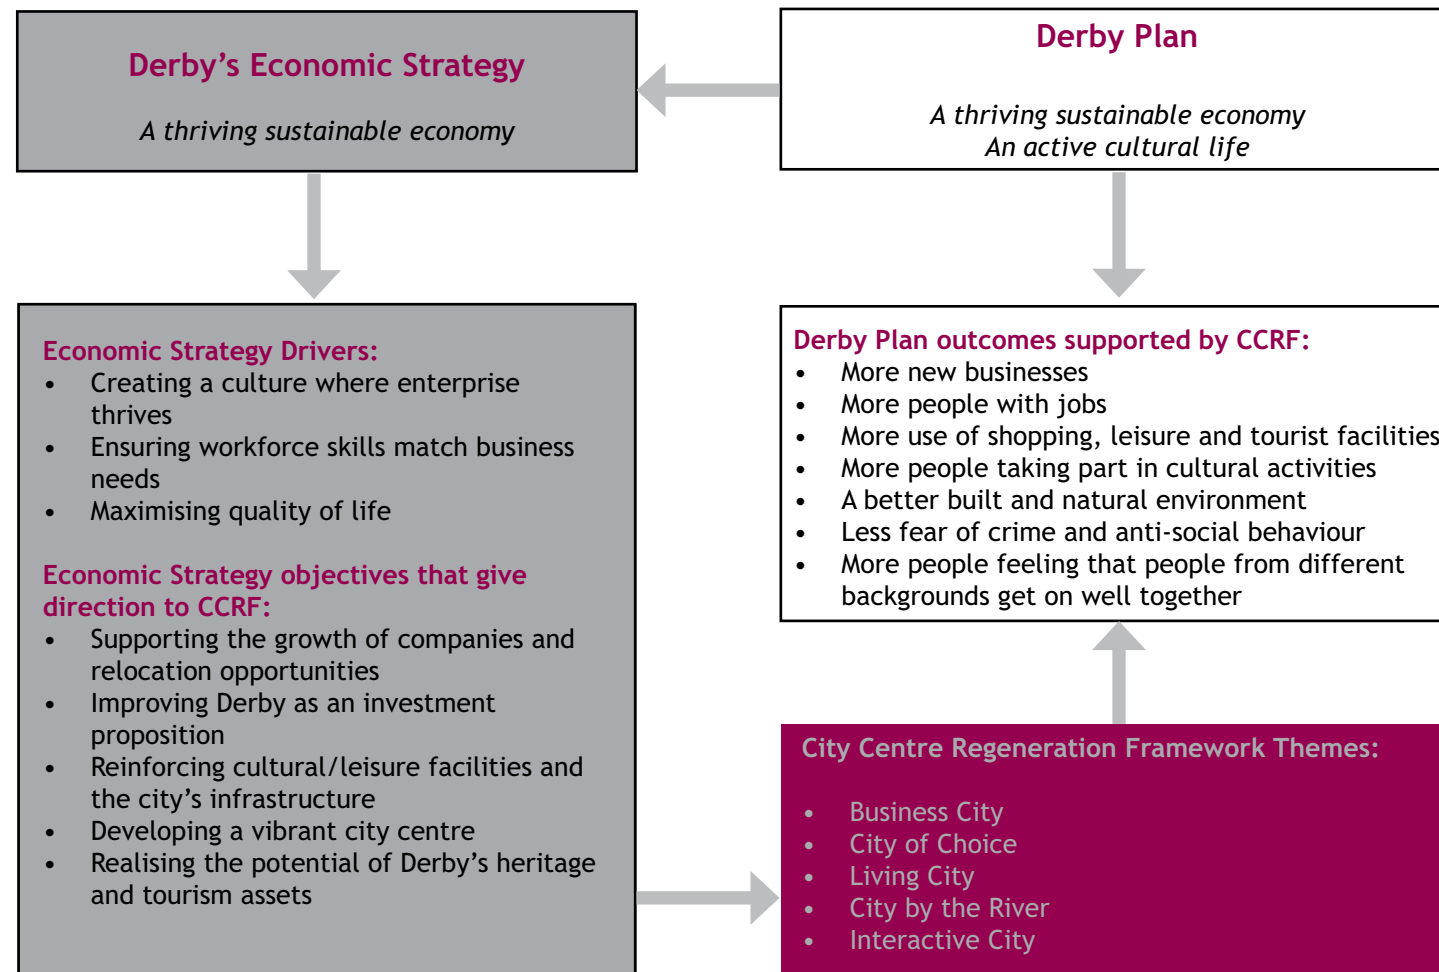 Derby’s Economic Strategy
A thriving sustainable economy
Derby Plan
A thriving sustainable economy
An active cultural life
Economic Strategy Drivers:
• Creating a culture where enterprise
thrives
• Ensuring workforce skills match business
needs
• Maximising quality of life
Economic Strategy objectives that give
direction to CCRF:
• Supporting the growth of companies and
relocation opportunities
• Improving Derby as an investment
proposition
• Reinforcing cultural/leisure facilities and
the city’s infrastructure
• Developing a vibrant city centre
• Realising the potential of Derby’s heritage
and tourism assets
Derby Plan outcomes supported by CCRF:
• More new businesses
• More people with jobs
• More use of shopping, leisure and tourist facilities
• More people taking part in cultural activities
• A better built and natural environment
• Less fear of crime and anti-social behaviour
• More people feeling that people from different
backgrounds get on well together
City Centre Regeneration Framework Themes:
• Business City
• City of Choice
• Living City
• City by the River
• Interactive City